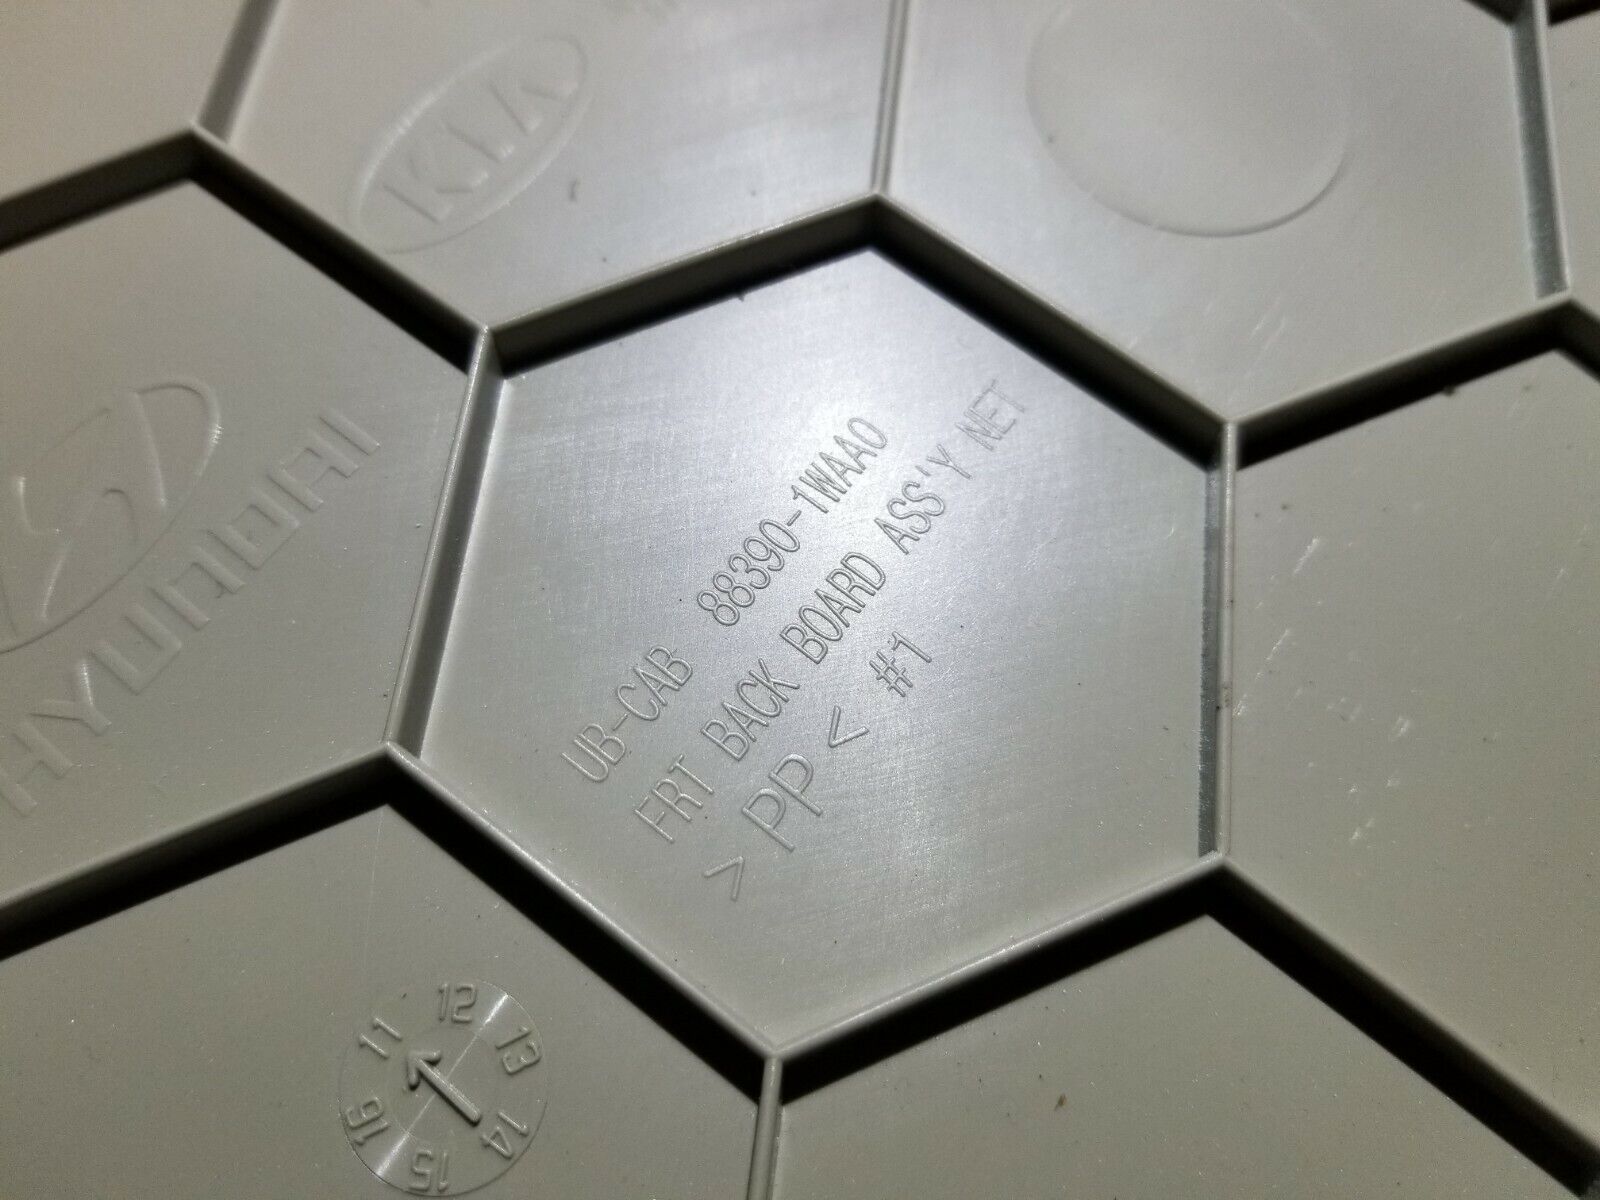 KIA
HYUNDAI
UB-CAB 88390-1WAA0
FRT BACK BOARD ASS'Y NET
>PP< #1
11 12 13 14 15 16